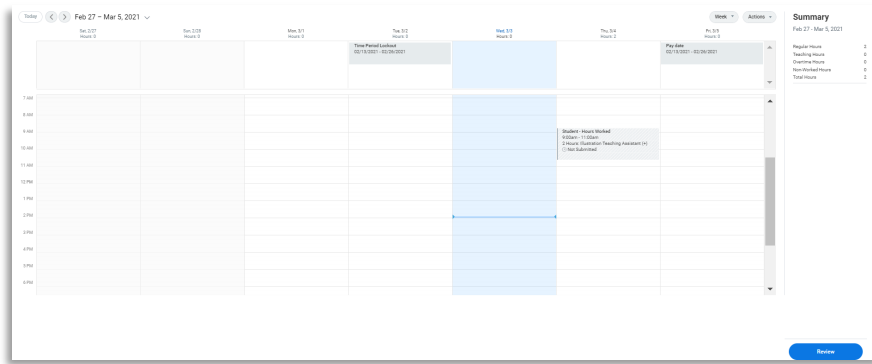 Today
Feb 27 – Mar 5, 2021
Week
Actions
Sat, 2/27
Hours: 0
Sun, 2/28
Hours: 0
Mon, 3/1
Hours: 0
Tue, 3/2
Hours: 0
Wed, 3/3
Hours: 0
Thu, 3/4
Hours: 2
Fri, 3/5
Hours: 0
Time Period Lockout
02/13/2021 - 02/26/2021
Pay date
02/13/2021 - 02/26/2021
7 AM
8 AM
9 AM
10 AM
11 AM
12 PM
1 PM
2 PM
3 PM
4 PM
5 PM
6 PM
Student - Hours Worked
9:00am - 11:00am
2 Hours: Illustration Teaching Assistant (+)
Not Submitted
Summary
Feb 27 - Mar 5, 2021
Regular Hours 2
Teaching Hours 0
Overtime Hours 0
Non-Worked Hours 0
Total Hours 2
Review